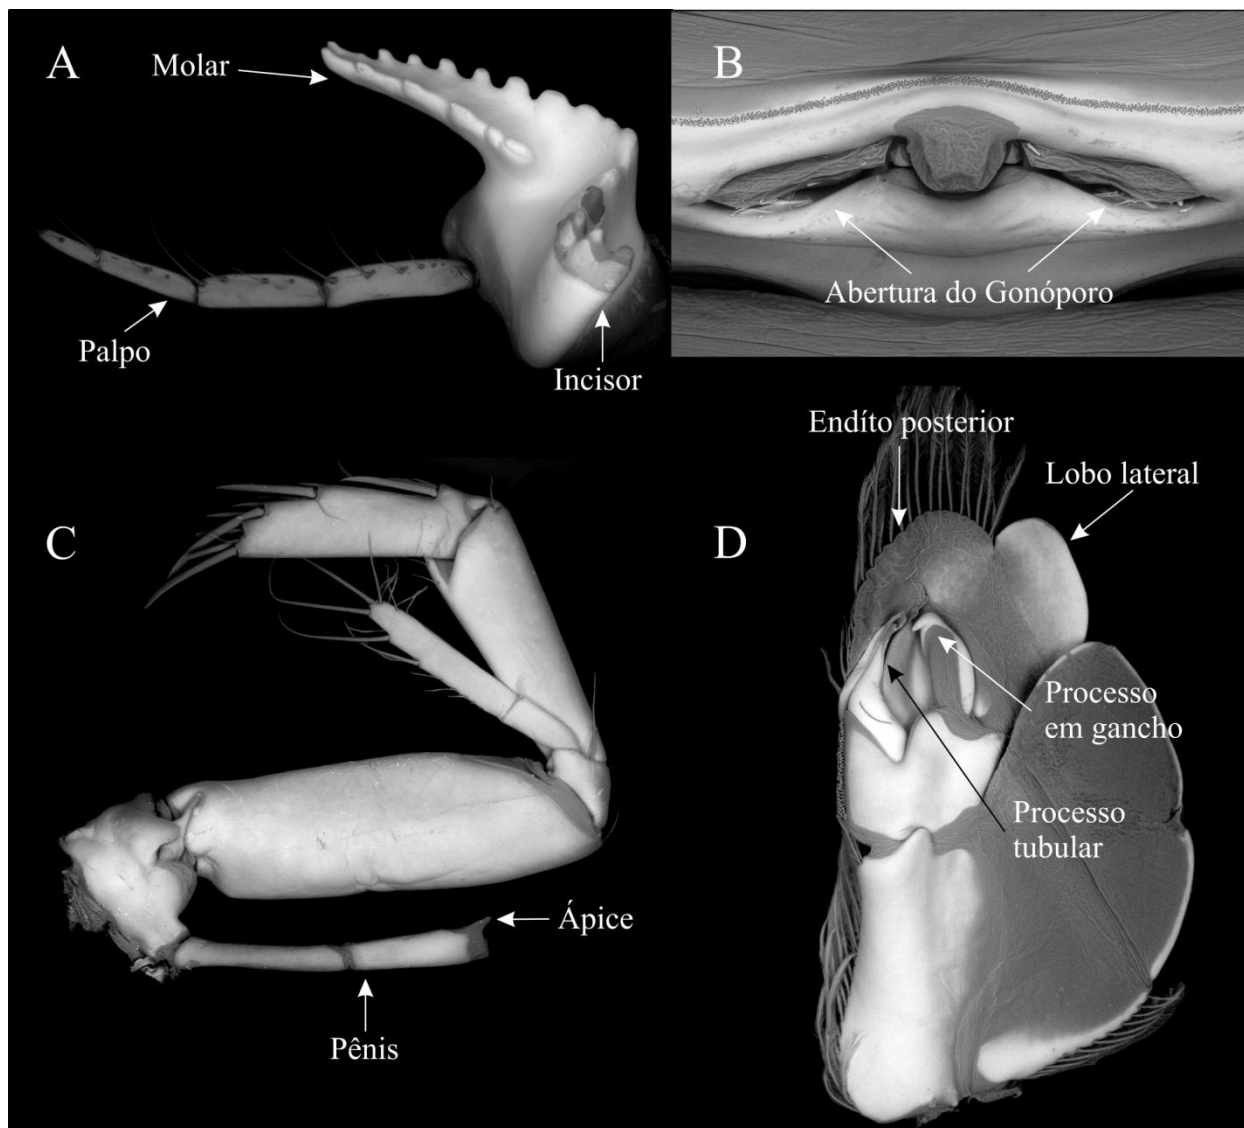 A
Molar
Palpo
Incisor
B
Abertura do Gonóporo
C
Ápice
Pênis
Endíto posterior
Lobo lateral
D
Processo
em gancho
Processo
tubular